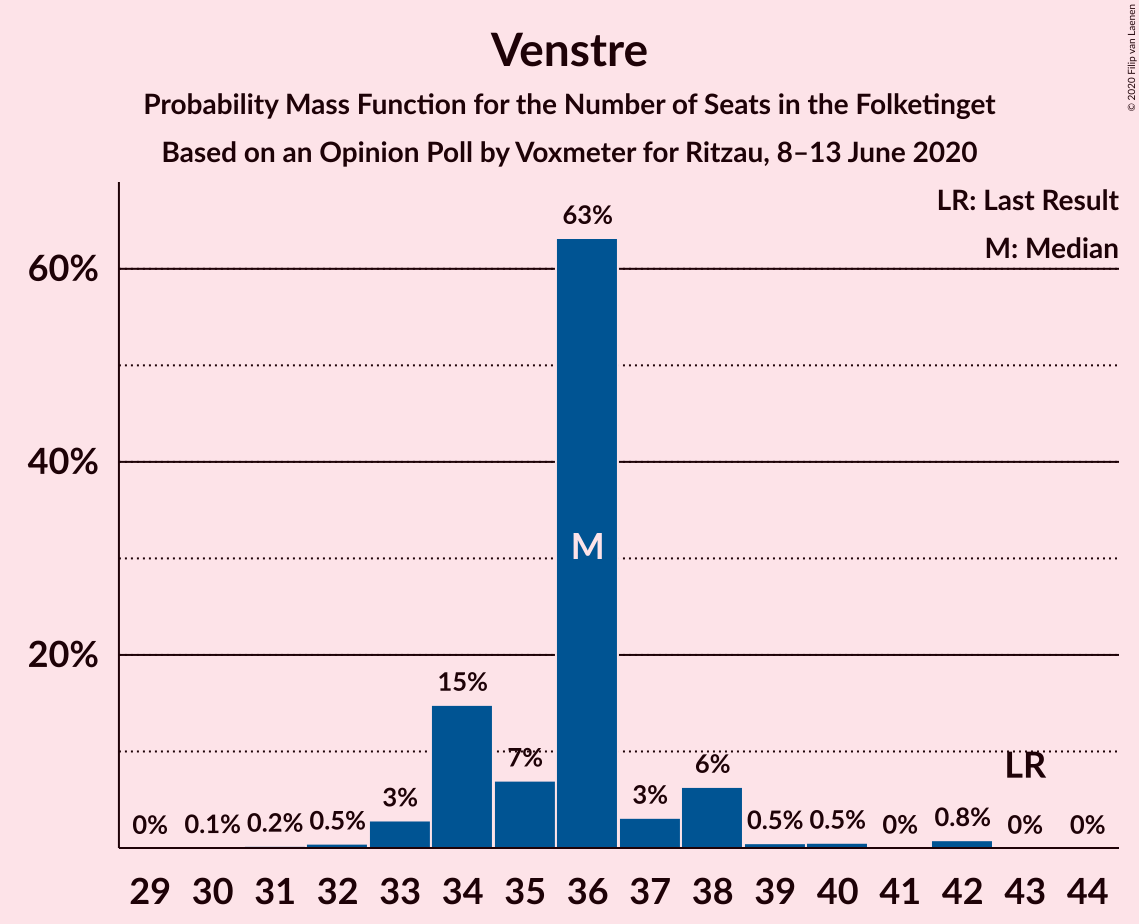 Venstre
Probability Mass Function for the Number of Seats in the Folketinget
Based on an Opinion Poll by Voxmeter for Ritzau, 8–13 June 2020
© 2020 Filip van Laenen
LR: Last Result
M: Median
60%
40%
20%
0%
0.1%
0.2%
0.5%
3%
15%
7%
63%
M
3%
6%
0.5%
0.5%
0%
0.8%
LR
0%
0%
29 30 31 32 33 34 35 36 37 38 39 40 41 42 43 44